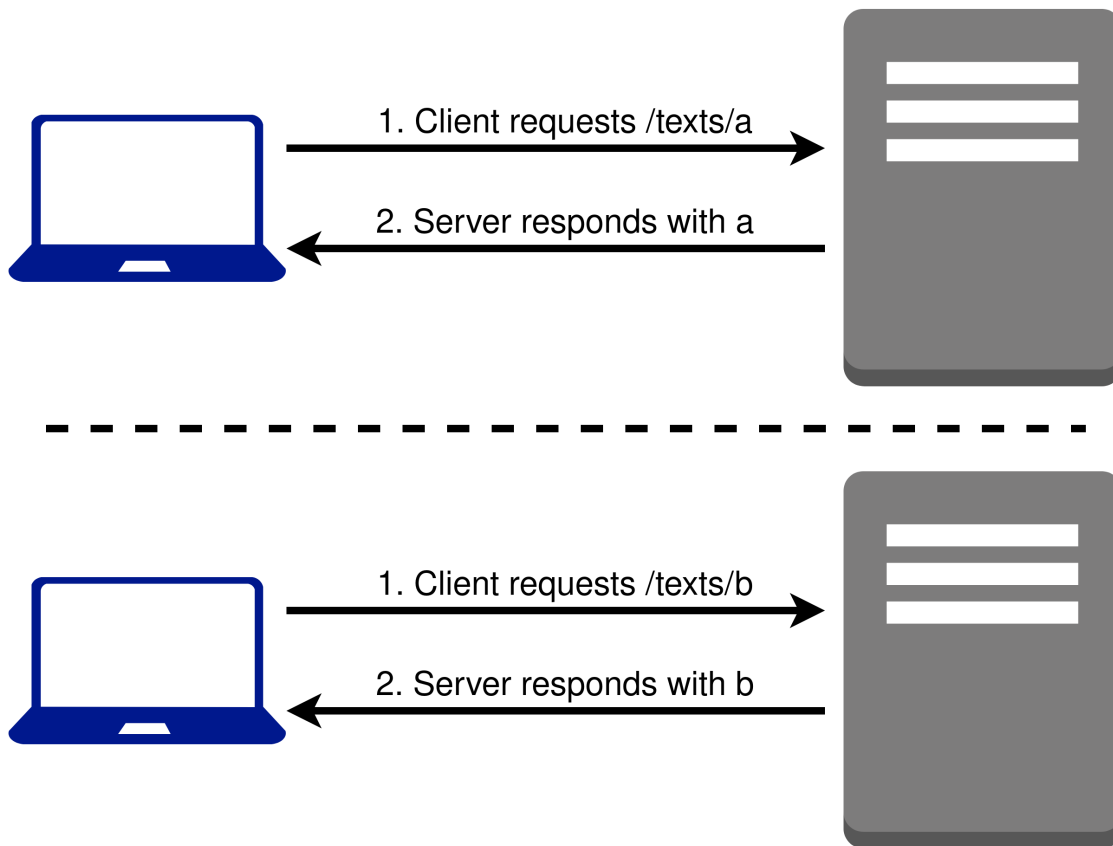 1. Client requests /texts/a
2. Server responds with a
1. Client requests /texts/b
2. Server responds with b